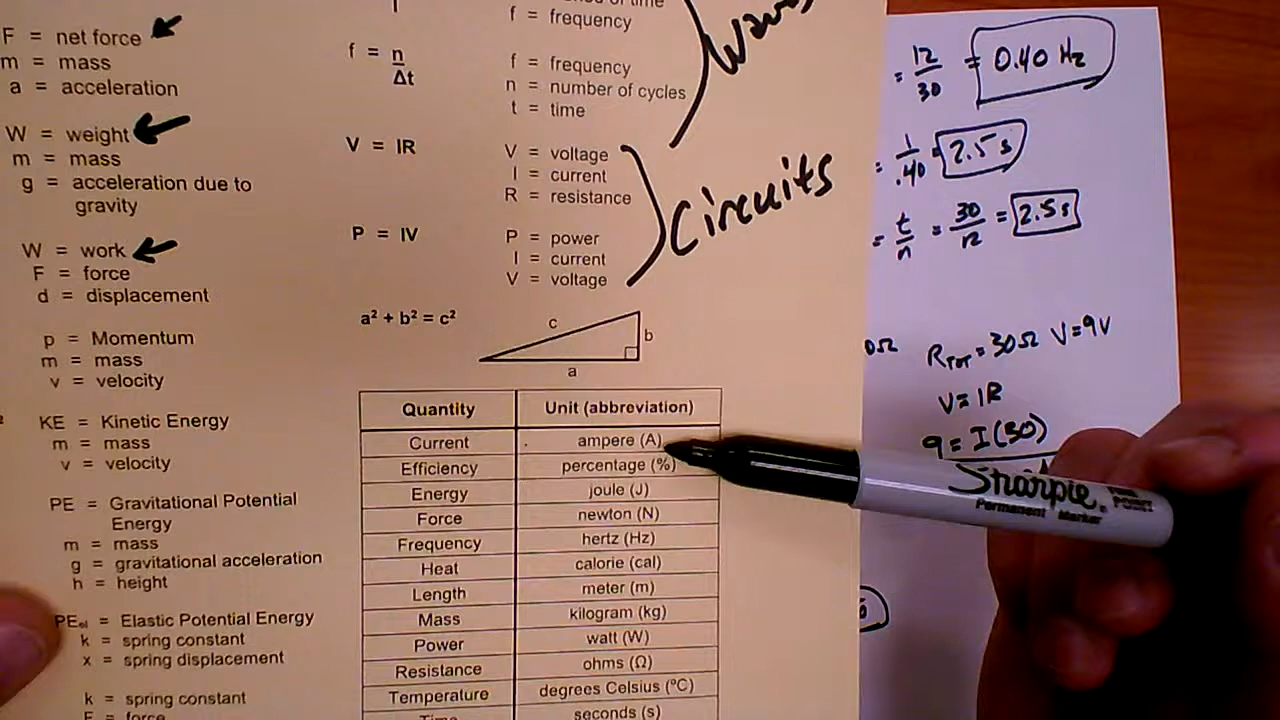 F = net force
m = mass
a = acceleration
W = weight
m = mass
g = acceleration due to
gravity
W = work
F = force
d = displacement
p = Momentum
m = mass
v = velocity
KE = Kinetic Energy
m = mass
v = velocity
PE = Gravitational Potential
Energy
m = mass
g = gravitational acceleration
h = height
PEel = Elastic Potential Energy
k = spring constant
x = spring displacement
k = spring constant
F = force
of time
f = frequency
f = n
Δt
f = frequency
n = number of cycles
t = time
V = IR
V = voltage
I = current
R = resistance
P = IV
P = power
I = current
V = voltage
Circuits
a² + b² = c²
c
b
a
Quantity Unit (abbreviation)
Current ampere (A)
Efficiency percentage (%)
Energy joule (J)
Force newton (N)
Frequency hertz (Hz)
Heat calorie (cal)
Length meter (m)
Mass kilogram (kg)
Power watt (W)
Resistance ohms (Ω)
Temperature degrees Celsius (ºC)
Time seconds (s)
= 12/30 = 0.40 Hz
= 1/.40 = 2.5 s
= t/n = 30/12 = 2.5 s
RTOT = 30Ω V = 9V
V = IR
9 = I(30)
Sharpie
Permanent Marker